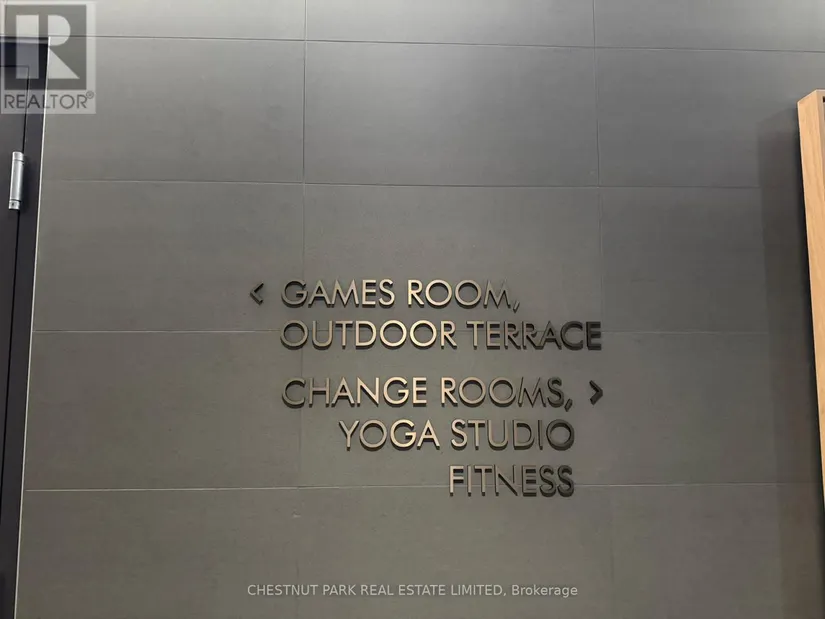 R
REALTOR®
< GAMES ROOM,
OUTDOOR TERRACE
CHANGE ROOMS, >
YOGA STUDIO
FITNESS
CHESTNUT PARK REAL ESTATE LIMITED, Brokerage